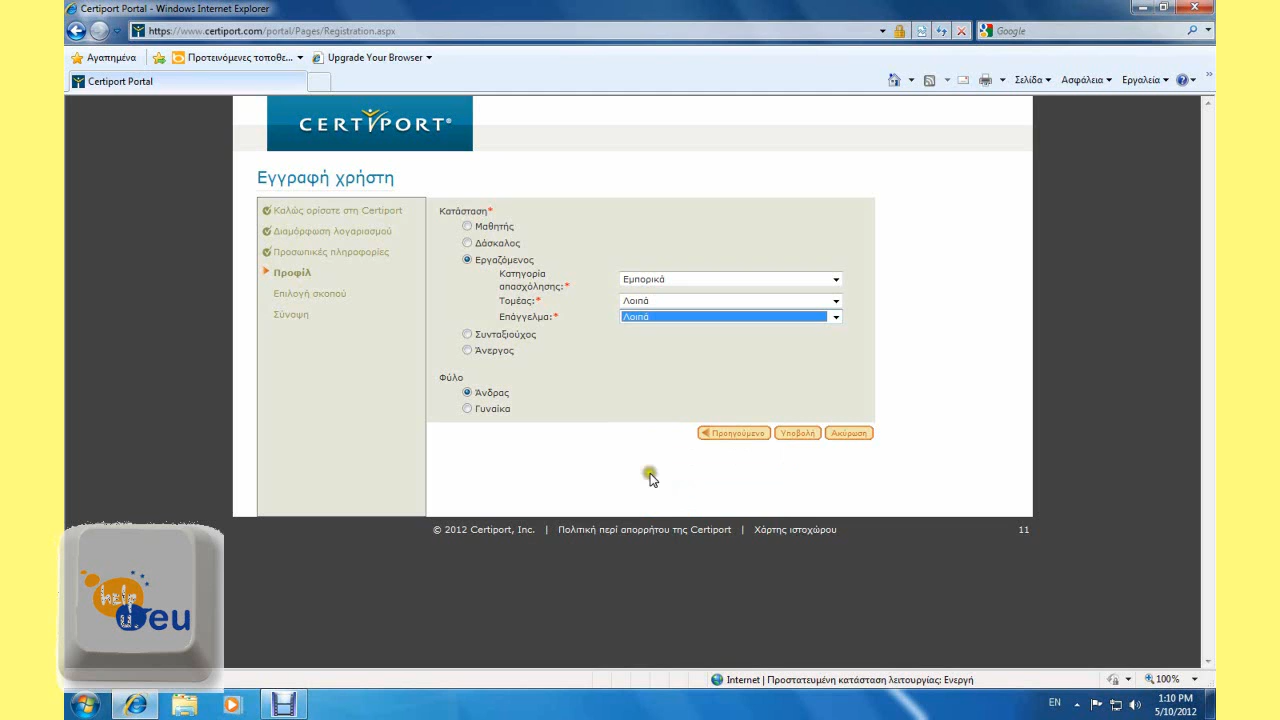 Certiport Portal - Windows Internet Explorer
https://www.certiport.com/portal/Pages/Registration.aspx
Google
Αγαπημένα
Προτεινόμενες τοποθε...
Upgrade Your Browser
Certiport Portal
Σελίδα
Ασφάλεια
Εργαλεία
CERTIPORT®
Εγγραφή χρήστη
Καλώς ορίσατε στη Certiport
Διαμόρφωση λογαριασμού
Προσωπικές πληροφορίες
Προφίλ
Επιλογή σκοπού
Σύνοψη
Κατάσταση*
Μαθητής
Δάσκαλος
Εργαζόμενος
Κατηγορία
απασχόλησης:* Εμπορικά
Τομέας:* Λοιπά
Επάγγελμα:* Λοιπά
Συνταξιούχος
Άνεργος
Φύλο
Άνδρας
Γυναίκα
Προηγούμενο Υποβολή Ακύρωση
© 2012 Certiport, Inc. | Πολιτική περί απορρήτου της Certiport | Χάρτης ιστοχώρου 11
help
u.eu
Internet | Προστατευμένη κατάσταση λειτουργίας: Ενεργή
100%
EN
1:10 PM
5/10/2012